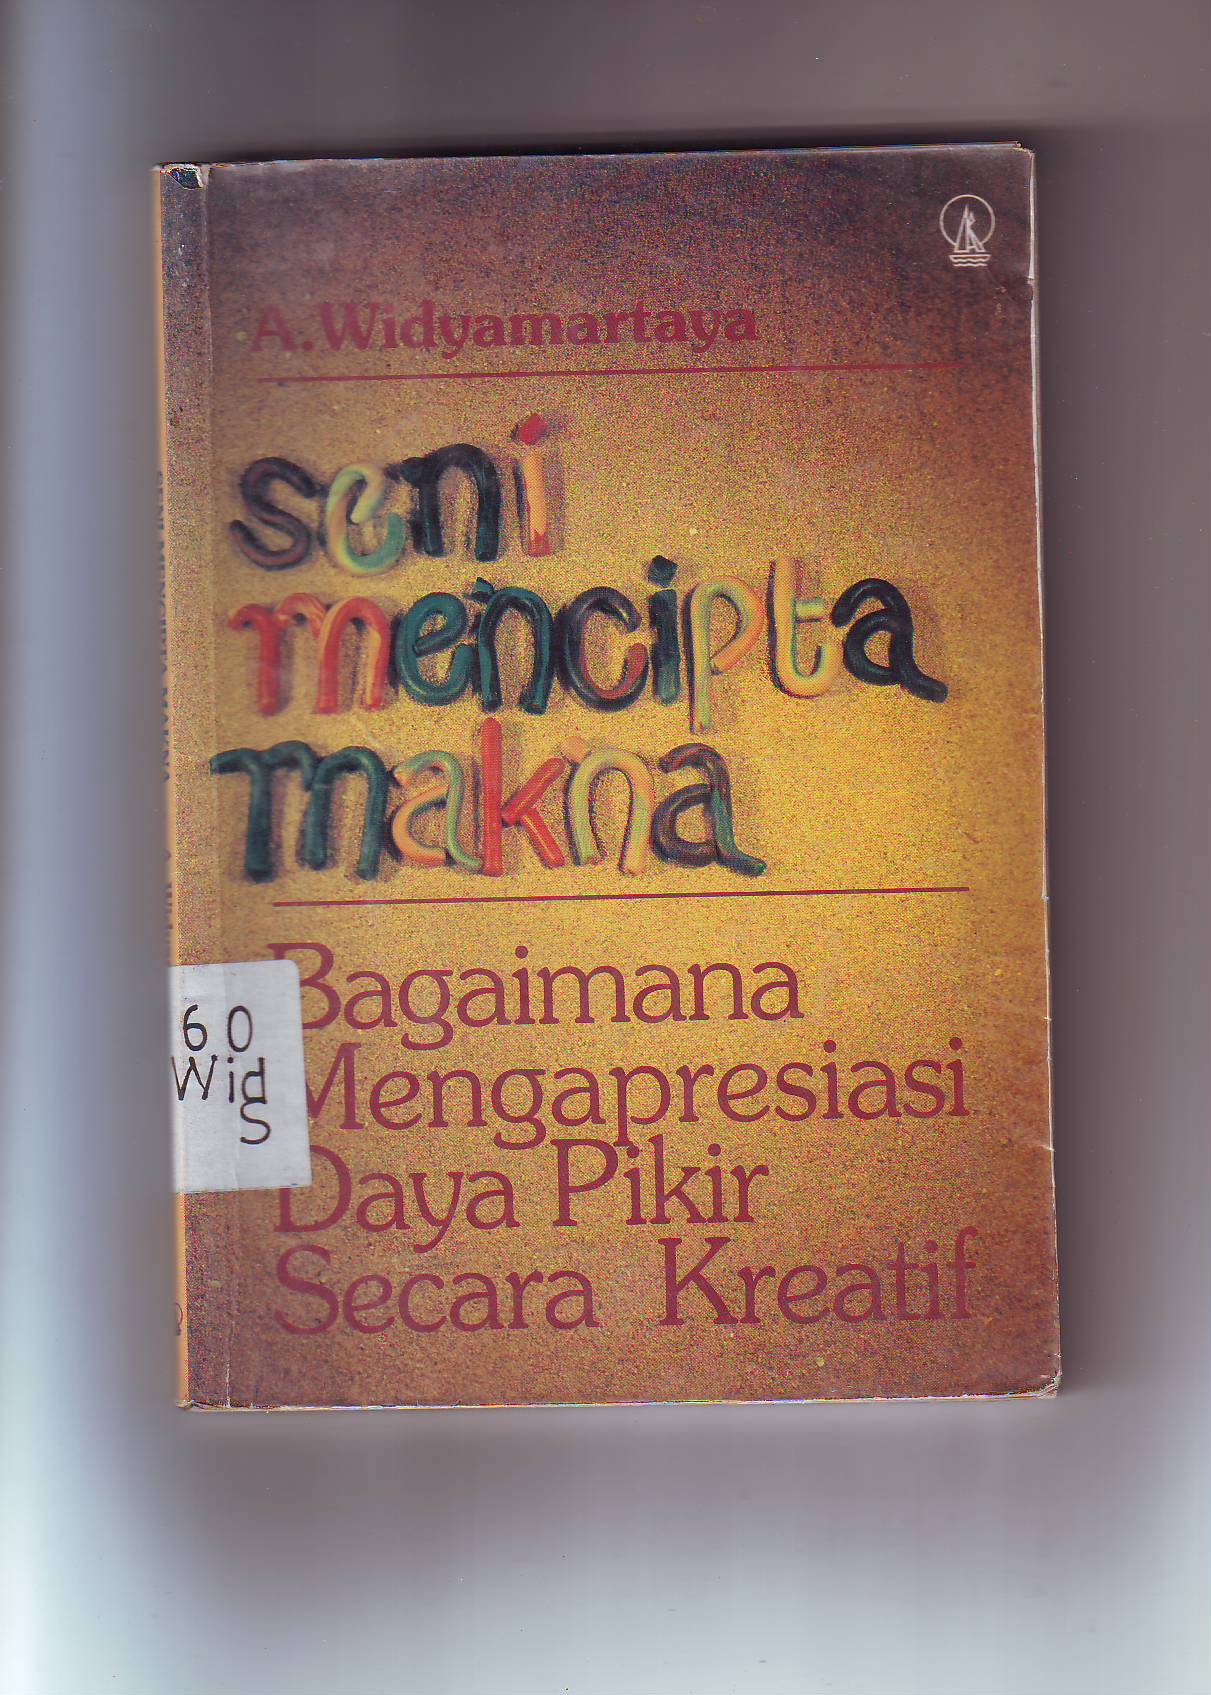 A.Widyamartaya
seni
mencipta
makna
Bagaimana
Mengapresiasi
Daya Pikir
Secara Kreatif
60
Wid
S